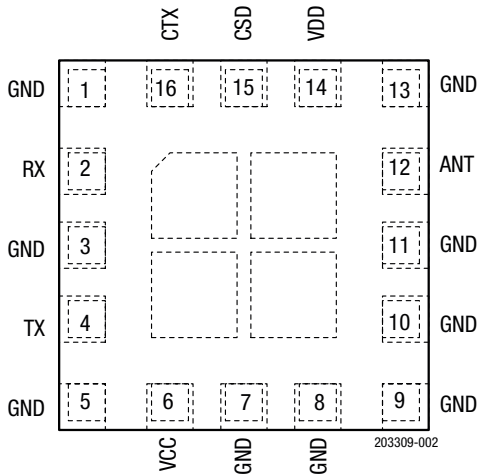 CTX CSD VDD
GND 1 16 15 14 13 GND
RX 2 12 ANT
GND 3 11 GND
TX 4 10 GND
GND 5 6 7 8 9 GND
VCC GND GND
203309-002